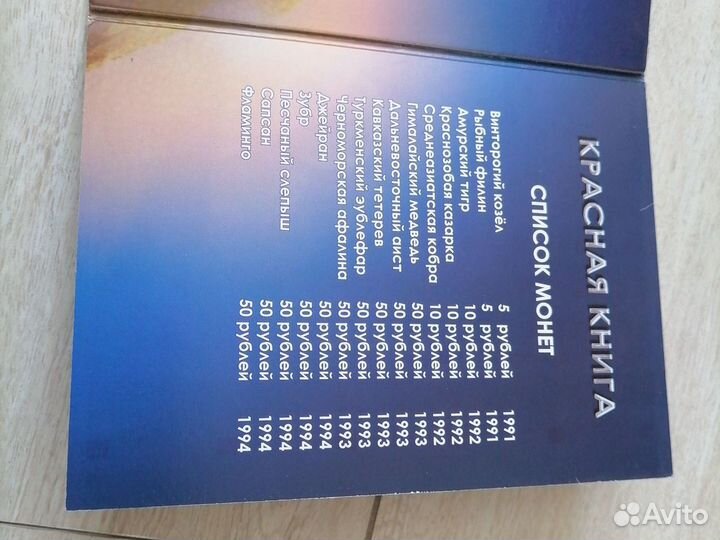 КРАСНАЯ КНИГА
СПИСОК МОНЕТ
Винторогий козёл 5 рублей 1991
Рыбный филин 5 рублей 1991
Амурский тигр 10 рублей 1992
Краснозобая казарка 10 рублей 1992
Среднеазиатская кобра 10 рублей 1992
Гималайский медведь 50 рублей 1993
Дальневосточный аист 50 рублей 1993
Кавказский тетерев 50 рублей 1993
Туркменский эублефар 50 рублей 1993
Черноморская афалина 50 рублей 1993
Джейран 50 рублей 1994
Зубр 50 рублей 1994
Песчаный слепыш 50 рублей 1994
Сапсан 50 рублей 1994
Фламинго 50 рублей 1994
Avito